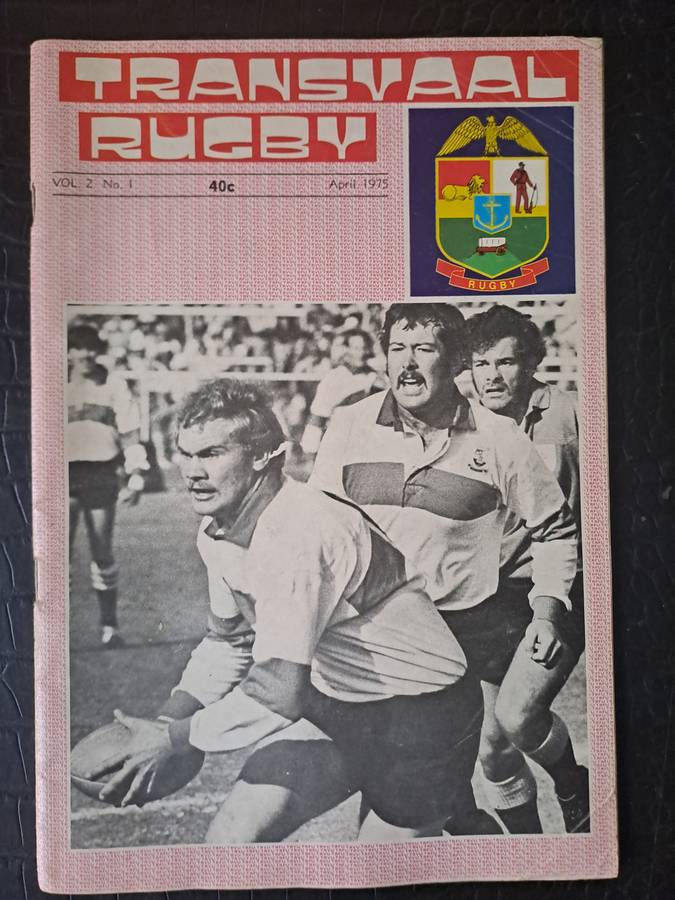 TRANSVAAL
RUGBY
VOL. 2 No. 1 40c April 1975
RUGBY